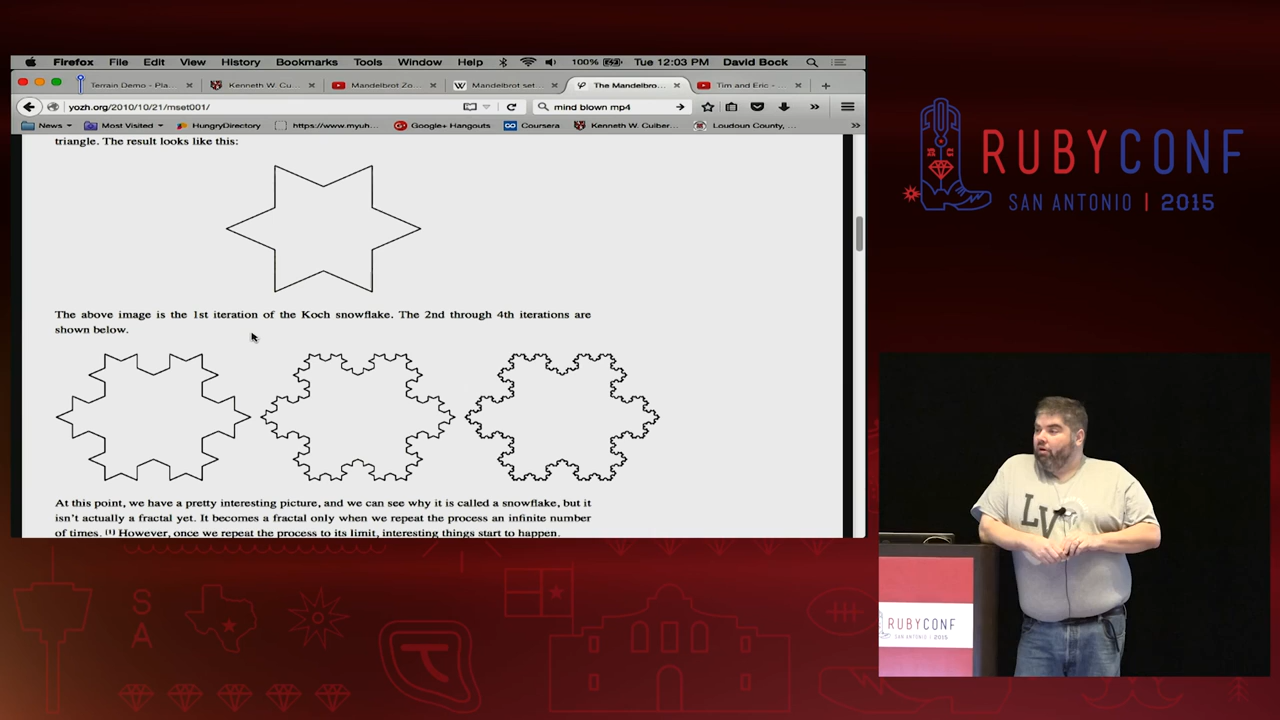 Firefox File Edit View History Bookmarks Tools Window Help 100% Tue 12:03 PM David Bock
Terrain Demo - Pla... Kenneth W. Cu... Mandelbrot Zo... Mandelbrot set... The Mandelbro... Tim and Eric - ...
yozh.org/2010/10/21/mset001/ mind blown mp4
News Most Visited HungryDirectory https://www.myuh... Google+ Hangouts Coursera Kenneth W. Culber... Loudoun County, ...
triangle. The result looks like this:
The above image is the 1st iteration of the Koch snowflake. The 2nd through 4th iterations are
shown below.
At this point, we have a pretty interesting picture, and we can see why it is called a snowflake, but it
isn't actually a fractal yet. It becomes a fractal only when we repeat the process an infinite number
of times. [1] However, once we repeat the process to its limit, interesting things start to happen.
RUBYCONF
SAN ANTONIO | 2015
LV
RUBYCONF
SAN ANTONIO | 2015
S
A